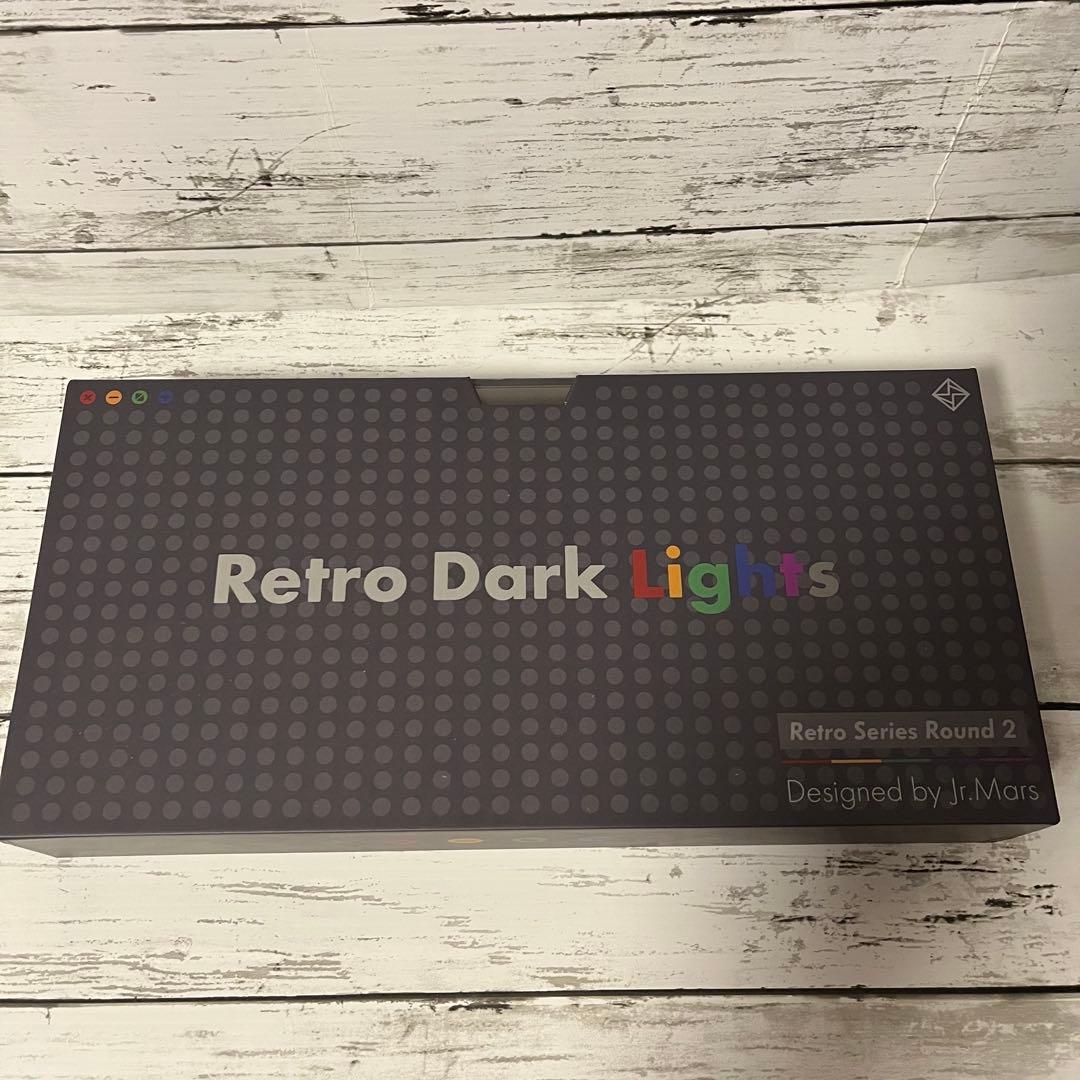 Retro Dark Lights
Retro Series Round 2
Designed by Jr.Mars